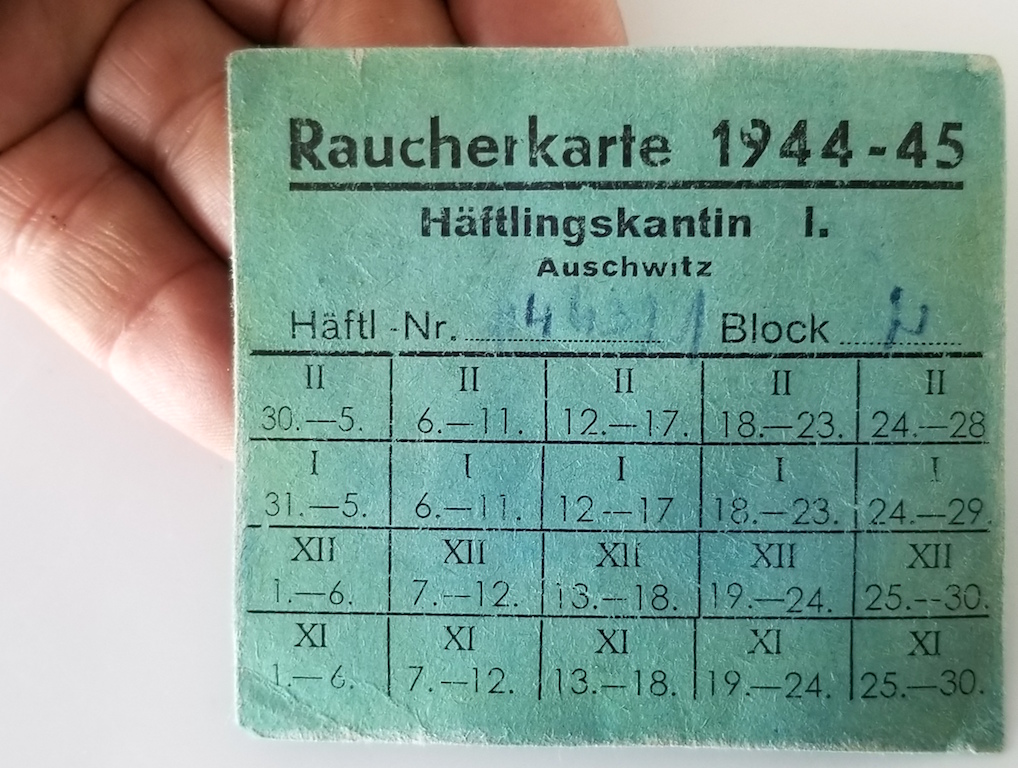 Raucherkarte 1944-45
Häftlingskantin I.
Auschwitz
Häftl-Nr. Block
II II II II II
30.—5. 6.—11. 12.—17. 18.—23. 24.—28
I I I I I
31.—5. 6.—11. 12.—17 18.—23. 24.—29.
XII XII XII XII XII
1.—6. 7.—12. 13.—18. 19.—24. 25.--30.
XI XI XI XI XI
1.—6. 7.—12. 13.—18. 19.—24. 25.—30.